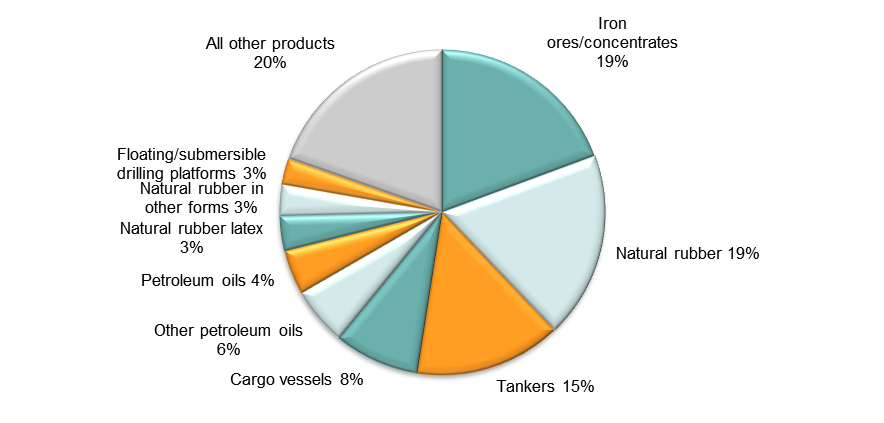 Iron
ores/concentrates
19%
Natural rubber 19%
Tankers 15%
Cargo vessels 8%
Other petroleum oils
6%
Petroleum oils 4%
Natural rubber latex
3%
Natural rubber in
other forms 3%
Floating/submersible
drilling platforms 3%
All other products
20%